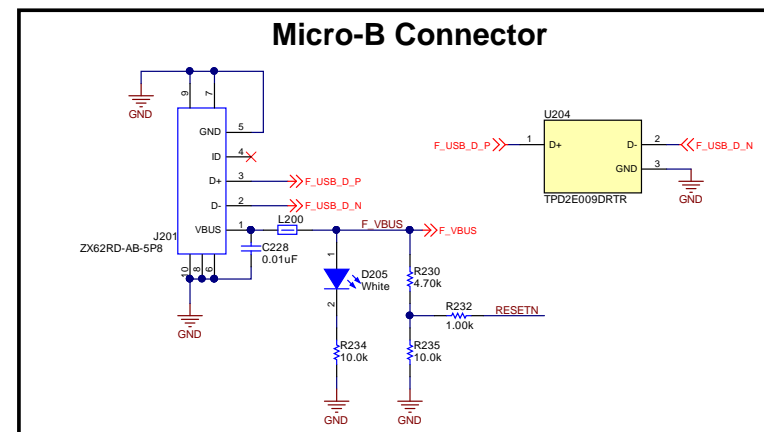 Micro-B Connector
9
7
GND
GND
5
ID
4
D+
3
F_USB_D_P
D-
2
F_USB_D_N
VBUS
1
L200
F_VBUS
F_VBUS
J201
ZX62RD-AB-5P8
C228
0.01uF
10
8
6
GND
1
D205
White
2
R234
10.0k
GND
R230
4.70k
R232
1.00k
RESETN
R235
10.0k
GND
U204
F_USB_D_P
1
D+
D-
2
F_USB_D_N
GND
3
TPD2E009DRTR
GND